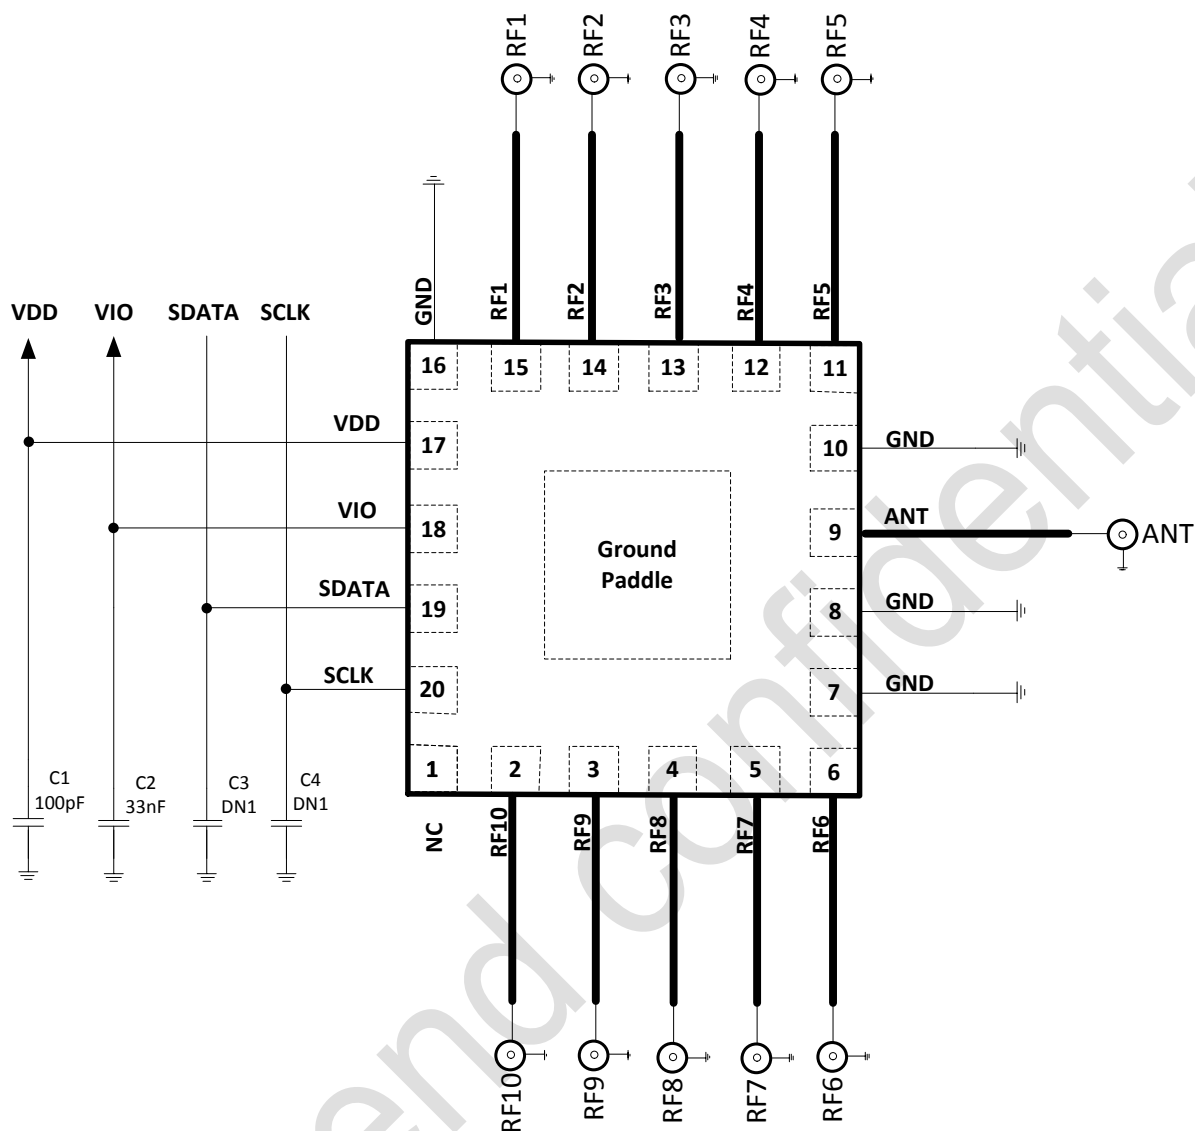 RF1
RF2
RF3
RF4
RF5
GND
RF1
RF2
RF3
RF4
RF5
VDD
VIO
SDATA
SCLK
16
15
14
13
12
11
VDD
17
10
GND
VIO
18
9
ANT
ANT
Ground
Paddle
SDATA
19
8
GND
SCLK
20
7
GND
1
2
3
4
5
6
C1
100pF
C2
33nF
C3
DN1
C4
DN1
NC
RF10
RF9
RF8
RF7
RF6
RF10
RF9
RF8
RF7
RF6
confidentia